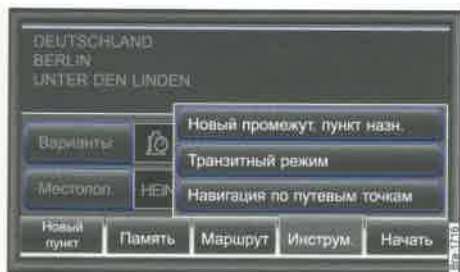 DEUTSCHLAND
BERLIN
UNTER DEN LINDEN
Новый промежут. пункт назн.
Варианты
Транзитный режим
Местопол. HEIN
Навигация по путевым точкам
Новый
пункт
Память
Маршрут
Инструм.
Начать